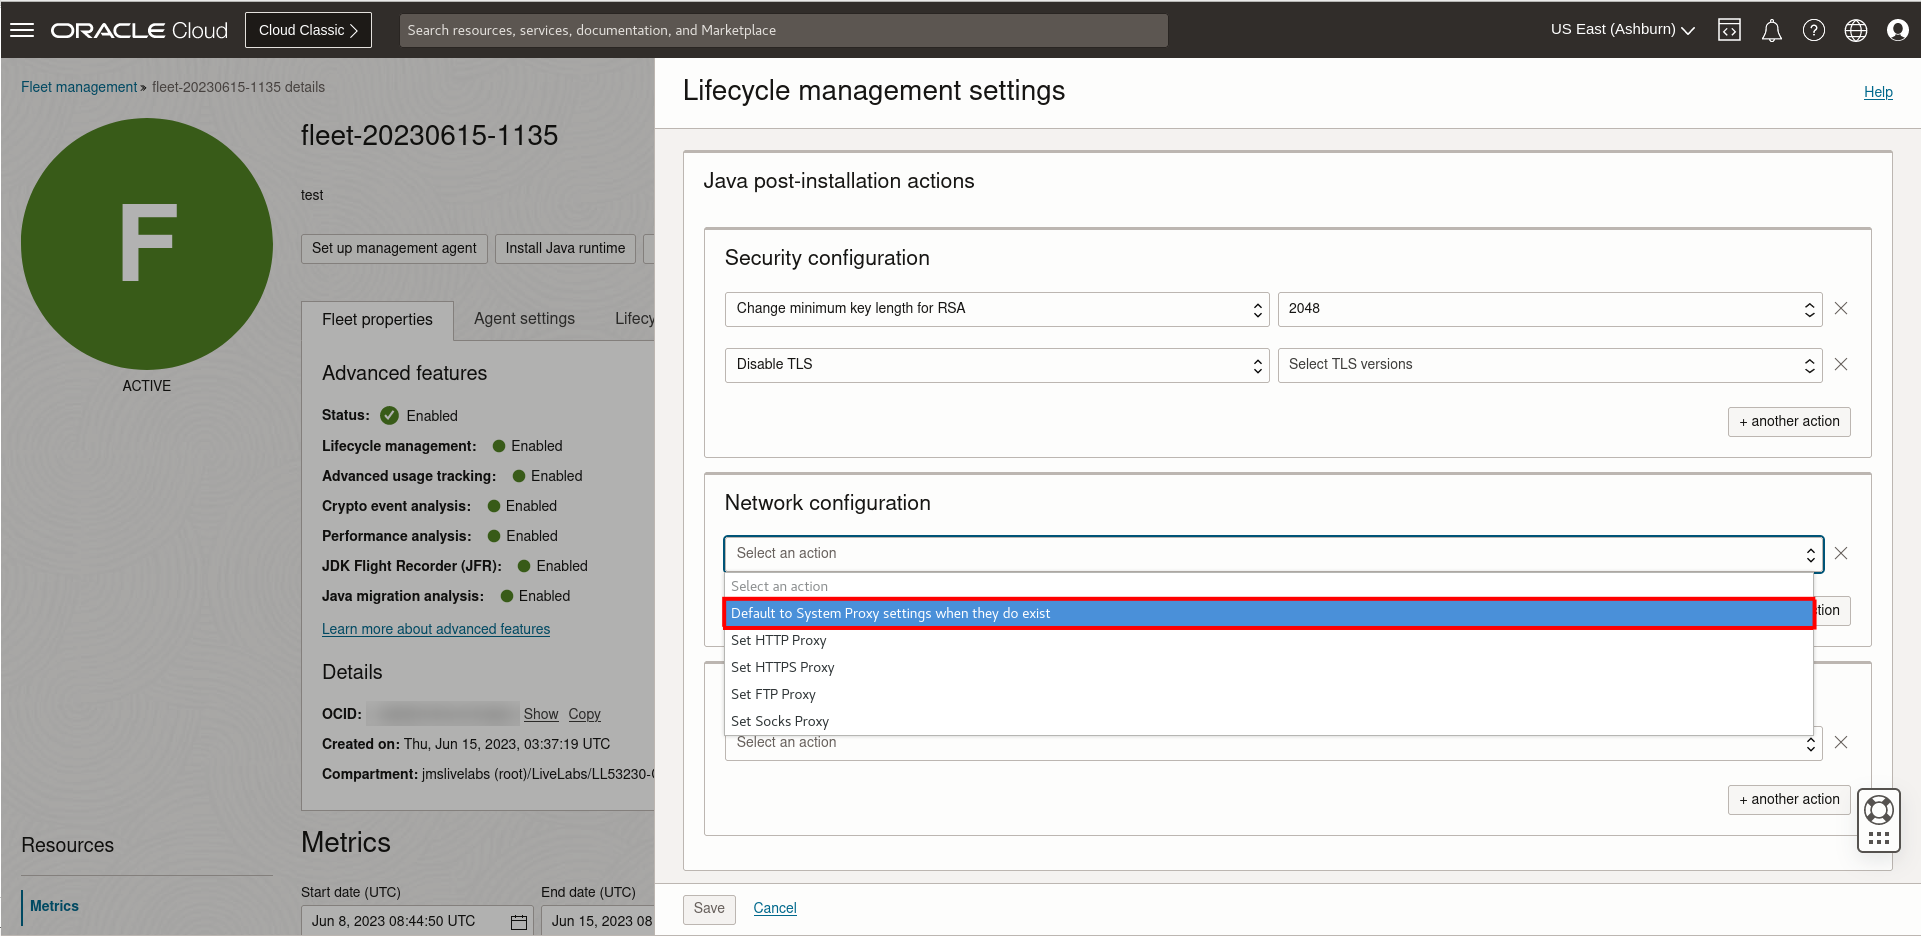 ORACLE Cloud
Cloud Classic
Search resources, services, documentation, and Marketplace
US East (Ashburn)
Fleet management » fleet-20230615-1135 details
F
ACTIVE
Resources
Metrics
fleet-20230615-1135
test
Set up management agent
Install Java runtime
Fleet properties
Agent settings
Lifecy
Advanced features
Status: Enabled
Lifecycle management: Enabled
Advanced usage tracking: Enabled
Crypto event analysis: Enabled
Performance analysis: Enabled
JDK Flight Recorder (JFR): Enabled
Java migration analysis: Enabled
Learn more about advanced features
Details
OCID: Show Copy
Created on: Thu, Jun 15, 2023, 03:37:19 UTC
Compartment: jmslivelabs (root)/LiveLabs/LL53230-
Metrics
Start date (UTC)
Jun 8, 2023 08:44:50 UTC
End date (UTC)
Jun 15, 2023 08
Lifecycle management settings
Help
Java post-installation actions
Security configuration
Change minimum key length for RSA
2048
Disable TLS
Select TLS versions
+ another action
Network configuration
Select an action
Select an action
Default to System Proxy settings when they do exist
Set HTTP Proxy
Set HTTPS Proxy
Set FTP Proxy
Set Socks Proxy
tion
Select an action
+ another action
Save
Cancel